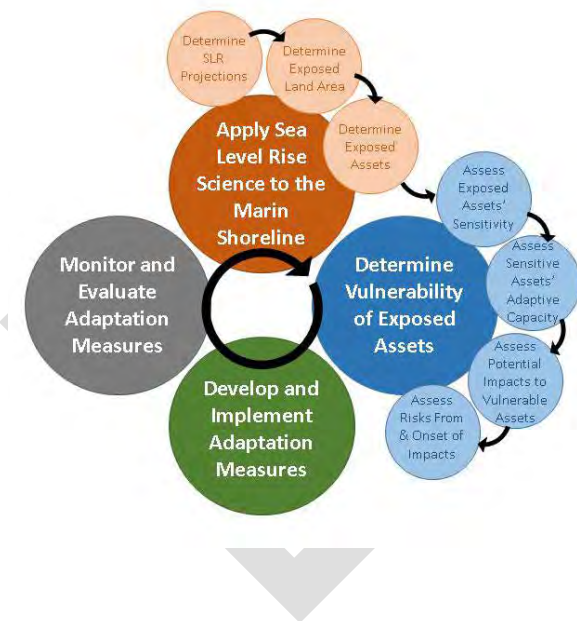 Determine
SLR
Projections
Determine
Exposed
Land Area
Determine
Exposed
Assets
Apply Sea
Level Rise
Science to the
Marin
Shoreline
Assess
Exposed
Assets'
Sensitivity
Assess
Sensitive
Assets'
Adaptive
Capacity
Assess
Potential
Impacts to
Vulnerable
Assets
Assess
Risks From
& Onset of
Impacts
Determine
Vulnerability
of Exposed
Assets
Develop and
Implement
Adaptation
Measures
Monitor and
Evaluate
Adaptation
Measures